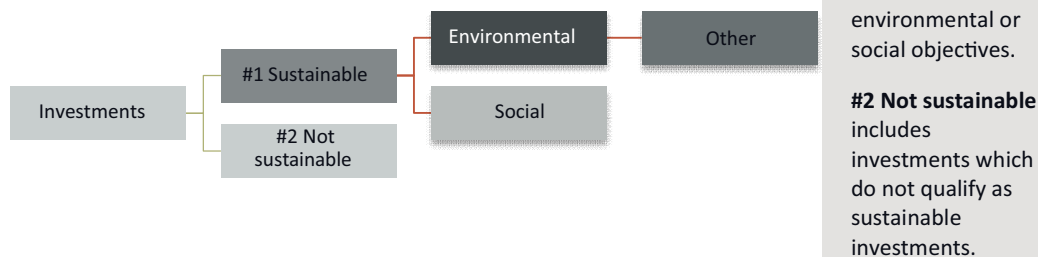 Investments
#1 Sustainable
#2 Not
sustainable
Environmental
Social
Other
environmental or
social objectives.
#2 Not sustainable
includes
investments which
do not qualify as
sustainable
investments.